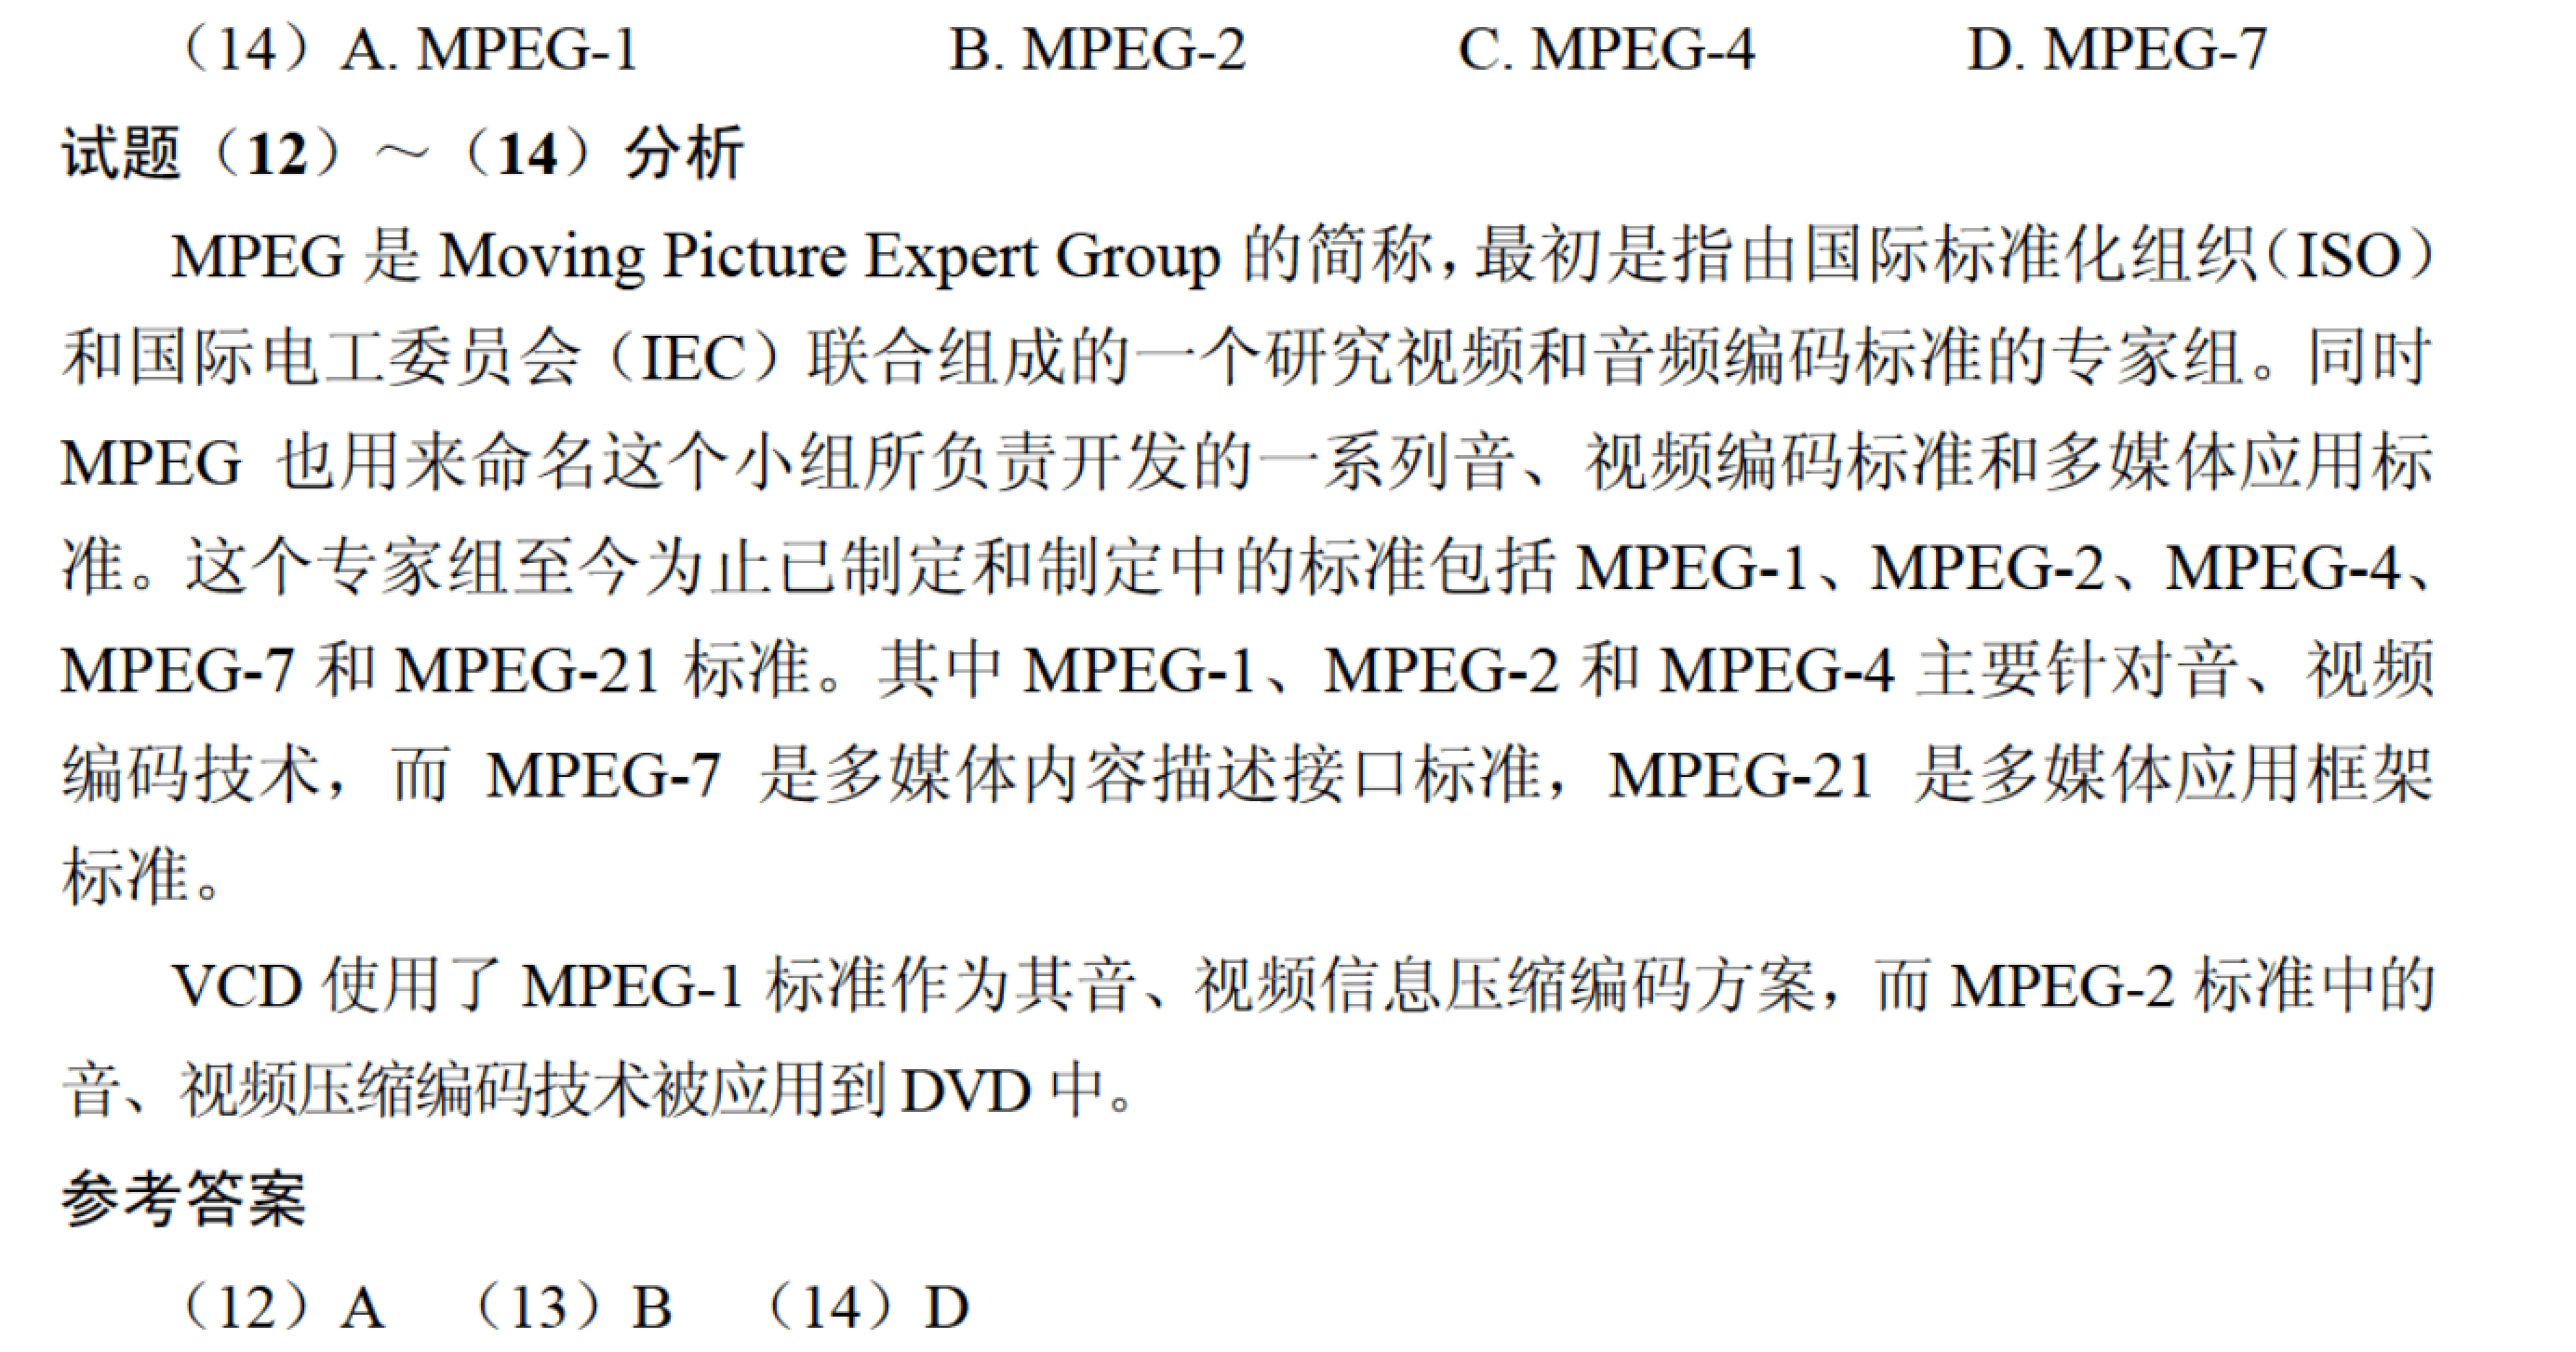 （14）A. MPEG-1 B. MPEG-2 C. MPEG-4 D. MPEG-7
试题（12）～（14）分析
MPEG 是 Moving Picture Expert Group 的简称，最初是指由国际标准化组织（ISO）
和国际电工委员会（IEC）联合组成的一个研究视频和音频编码标准的专家组。同时
MPEG 也用来命名这个小组所负责开发的一系列音、视频编码标准和多媒体应用标
准。这个专家组至今为止已制定和制定中的标准包括 MPEG-1、MPEG-2、MPEG-4、
MPEG-7 和 MPEG-21 标准。其中 MPEG-1、MPEG-2 和 MPEG-4 主要针对音、视频
编码技术，而 MPEG-7 是多媒体内容描述接口标准，MPEG-21 是多媒体应用框架
标准。
VCD 使用了 MPEG-1 标准作为其音、视频信息压缩编码方案，而 MPEG-2 标准中的
音、视频压缩编码技术被应用到 DVD 中。
参考答案
（12）A （13）B （14）D